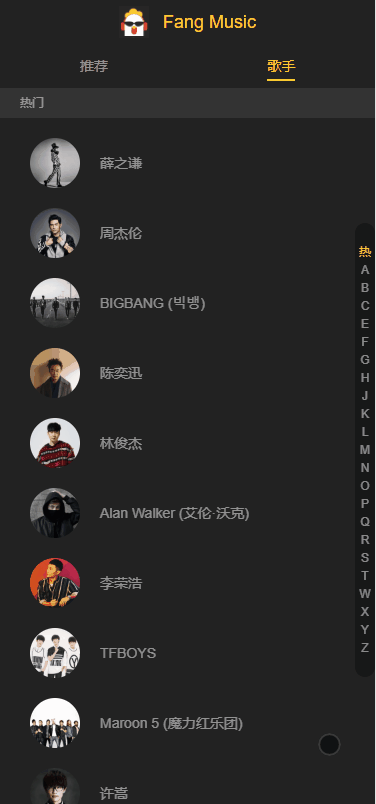 Fang Music
推荐
歌手
热门
薛之谦
周杰伦
BIGBANG (빅뱅)
陈奕迅
林俊杰
Alan Walker (艾伦·沃克)
李荣浩
TFBOYS
Maroon 5 (魔力红乐团)
许嵩
热
A
B
C
E
F
G
H
J
K
L
M
N
O
P
Q
R
S
T
W
X
Y
Z